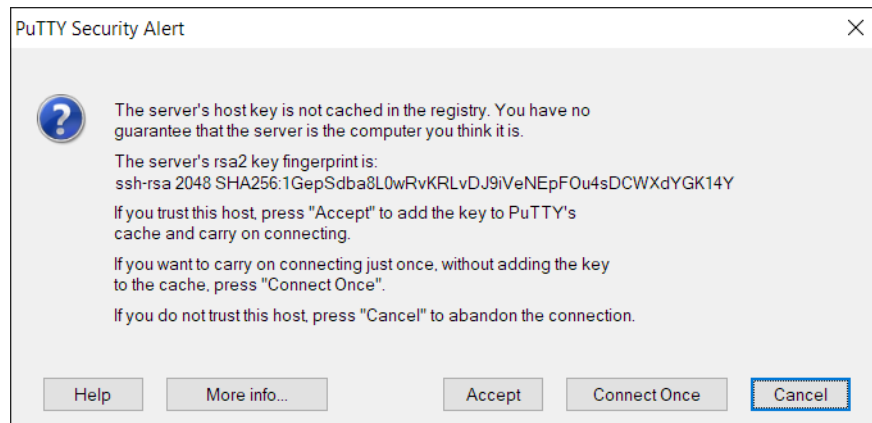 PuTTY Security Alert
The server's host key is not cached in the registry. You have no
guarantee that the server is the computer you think it is.
The server's rsa2 key fingerprint is:
ssh-rsa 2048 SHA256:1GepSdba8L0wRvKRLvDJ9iVeNEpFOu4sDCWXdYGK14Y
If you trust this host, press "Accept" to add the key to PuTTY's
cache and carry on connecting.
If you want to carry on connecting just once, without adding the key
to the cache, press "Connect Once".
If you do not trust this host, press "Cancel" to abandon the connection.
Help More info... Accept Connect Once Cancel